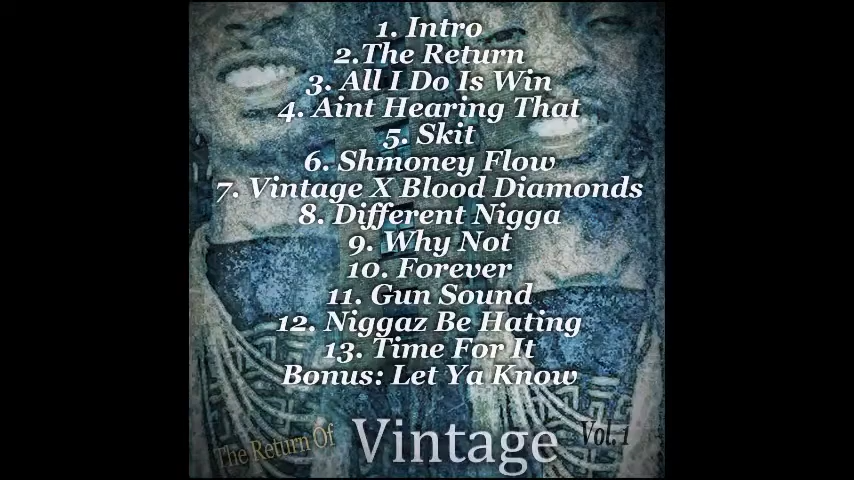 1. Intro
2.The Return
3. All I Do Is Win
4. Aint Hearing That
5. Skit
6. Shmoney Flow
7. Vintage X Blood Diamonds
8. Different Nigga
9. Why Not
10. Forever
11. Gun Sound
12. Niggaz Be Hating
13. Time For It
Bonus: Let Ya Know
The Return Of Vintage Vol. 1